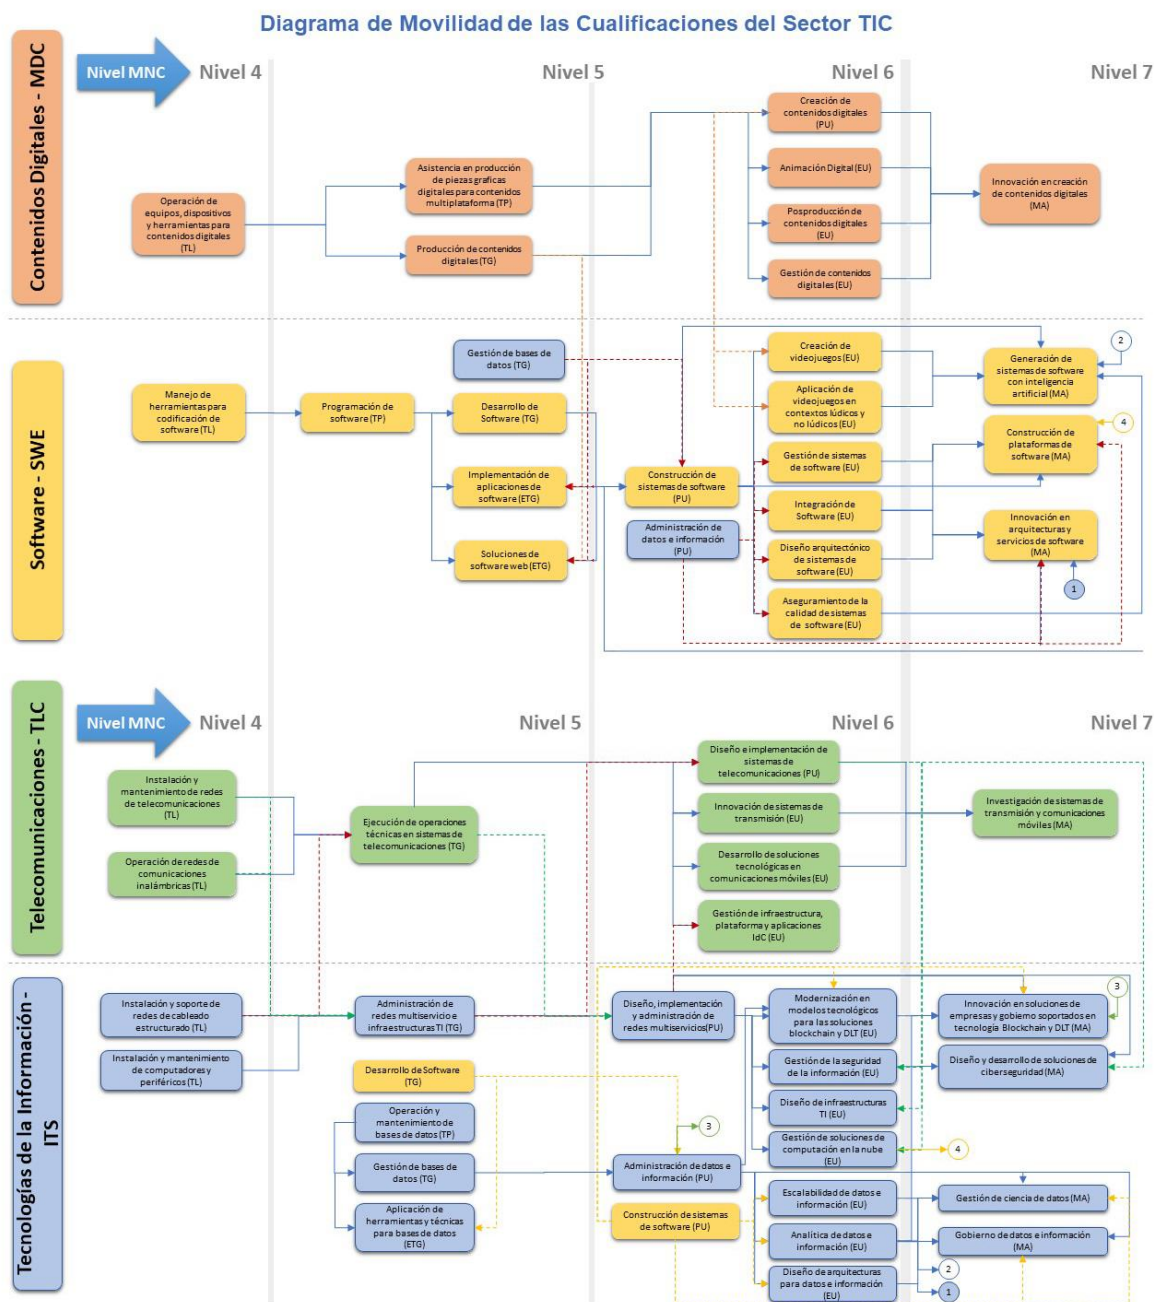 Diagrama de Movilidad de las Cualificaciones del Sector TIC
Contenidos Digitales - MDC
Nivel MNC
Nivel 4
Nivel 5
Nivel 6
Nivel 7
Operación de
equipos, dispositivos
y herramientas para
contenidos digitales
(TL)
Asistencia en producción
de piezas graficas
digitales para contenidos
multiplataforma (TP)
Producción de contenidos
digitales (TG)
Creación de
contenidos digitales
(PU)
Animación Digital (EU)
Posproducción de
contenidos digitales
(EU)
Gestión de contenidos
digitales (EU)
Innovación en creación
de contenidos digitales
(MA)
Software - SWE
Manejo de
herramientas para
codificación de
software (TL)
Programación de
software (TP)
Gestión de bases de
datos (TG)
Desarrollo de
Software (TG)
Implementación de
aplicaciones de
software (ETG)
Soluciones de
software web (ETG)
Construcción de
sistemas de software
(PU)
Administración de
datos e información
(PU)
Creación de
videojuegos (EU)
Aplicación de
videojuegos en
contextos lúdicos y
no lúdicos (EU)
Gestión de sistemas
de software (EU)
Integración de
Software (EU)
Diseño arquitectónico
de sistemas de
software (EU)
Aseguramiento de la
calidad de sistemas
de software (EU)
Generación de
sistemas de software
con inteligencia
artificial (MA)
2
Construcción de
plataformas de
software (MA)
4
Innovación en
arquitecturas y
servicios de software
(MA)
1
Telecomunicaciones - TLC
Nivel MNC
Nivel 4
Nivel 5
Nivel 6
Nivel 7
Instalación y
mantenimiento de redes
de telecomunicaciones
(TL)
Operación de redes de
comunicaciones
inalámbricas (TL)
Ejecución de operaciones
técnicas en sistemas de
telecomunicaciones (TG)
Diseño e implementación de
sistemas de
telecomunicaciones (PU)
Innovación de sistemas de
transmisión (EU)
Desarrollo de soluciones
tecnológicas en
comunicaciones móviles (EU)
Gestión de infraestructura,
plataforma y aplicaciones
IdC (EU)
Investigación de sistemas de
transmisión y comunicaciones
móviles (MA)
Tecnologías de la Información -
ITS
Instalación y soporte de
redes de cableado
estructurado (TL)
Instalación y mantenimiento
de computadores y
periféricos (TL)
Administración de
redes multiservicio e
infraestructuras TI (TG)
Desarrollo de Software
(TG)
Operación y
mantenimiento de
bases de datos (TP)
Gestión de bases de
datos (TG)
Aplicación de
herramientas y técnicas
para bases de datos
(ETG)
Diseño, implementación
y administración de
redes multiservicios(PU)
3
Administración de datos e
información (PU)
Construcción de sistemas
de software (PU)
Modernización en
modelos tecnológicos
para las soluciones
blockchain y DLT (EU)
Gestión de la seguridad
de la información (EU)
Diseño de infraestructuras
TI (EU)
Gestión de soluciones de
computación en la nube
(EU)
4
Escalabilidad de datos e
información (EU)
Analítica de datos e
información (EU)
Diseño de arquitecturas
para datos e información
(EU)
Innovación en soluciones de
empresas y gobierno soportados en
tecnología Blockchain y DLT (MA)
3
Diseño y desarrollo de soluciones de
ciberseguridad (MA)
Gestión de ciencia de datos (MA)
Gobierno de datos e información
(MA)
2
1